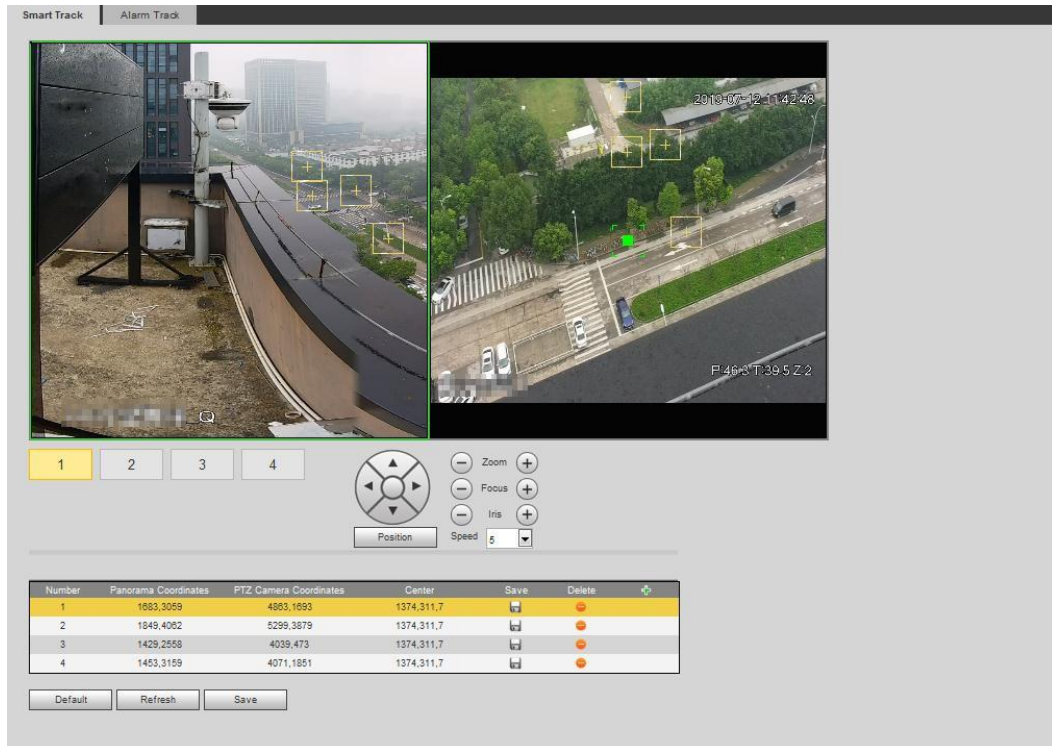 Smart Track Alarm Track
2013-07-12 11:42:48
P:46.3 T:39.5 Z:2
1 2 3 4
Zoom
Focus
Iris
Position Speed 5
Number Panorama Coordinates PTZ Camera Coordinates Center Save Delete
1 1683,3059 4863,1693 1374,311,7
2 1849,4062 5299,3879 1374,311,7
3 1429,2558 4039,473 1374,311,7
4 1453,3159 4071,1851 1374,311,7
Default Refresh Save